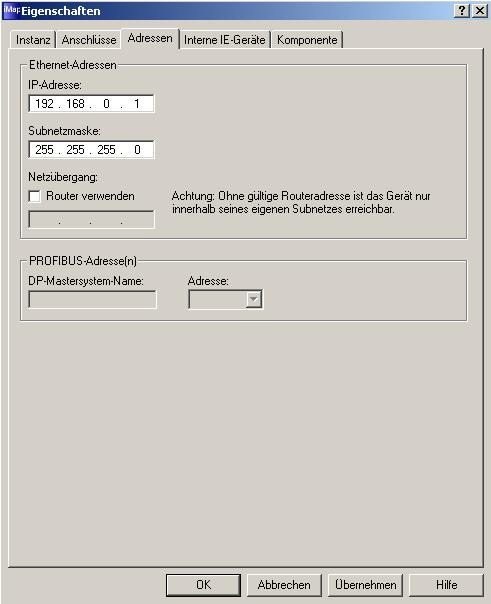 iMap Eigenschaften
Instanz Anschlüsse Adressen Interne IE-Geräte Komponente
Ethernet-Adressen
IP-Adresse:
192 . 168 . 0 . 1
Subnetzmaske:
255 . 255 . 255 . 0
Netzübergang:
Router verwenden
. . .
Achtung: Ohne gültige Routeradresse ist das Gerät nur
innerhalb seines eigenen Subnetzes erreichbar.
PROFIBUS-Adresse(n)
DP-Mastersystem-Name: Adresse:
OK Abbrechen Übernehmen Hilfe